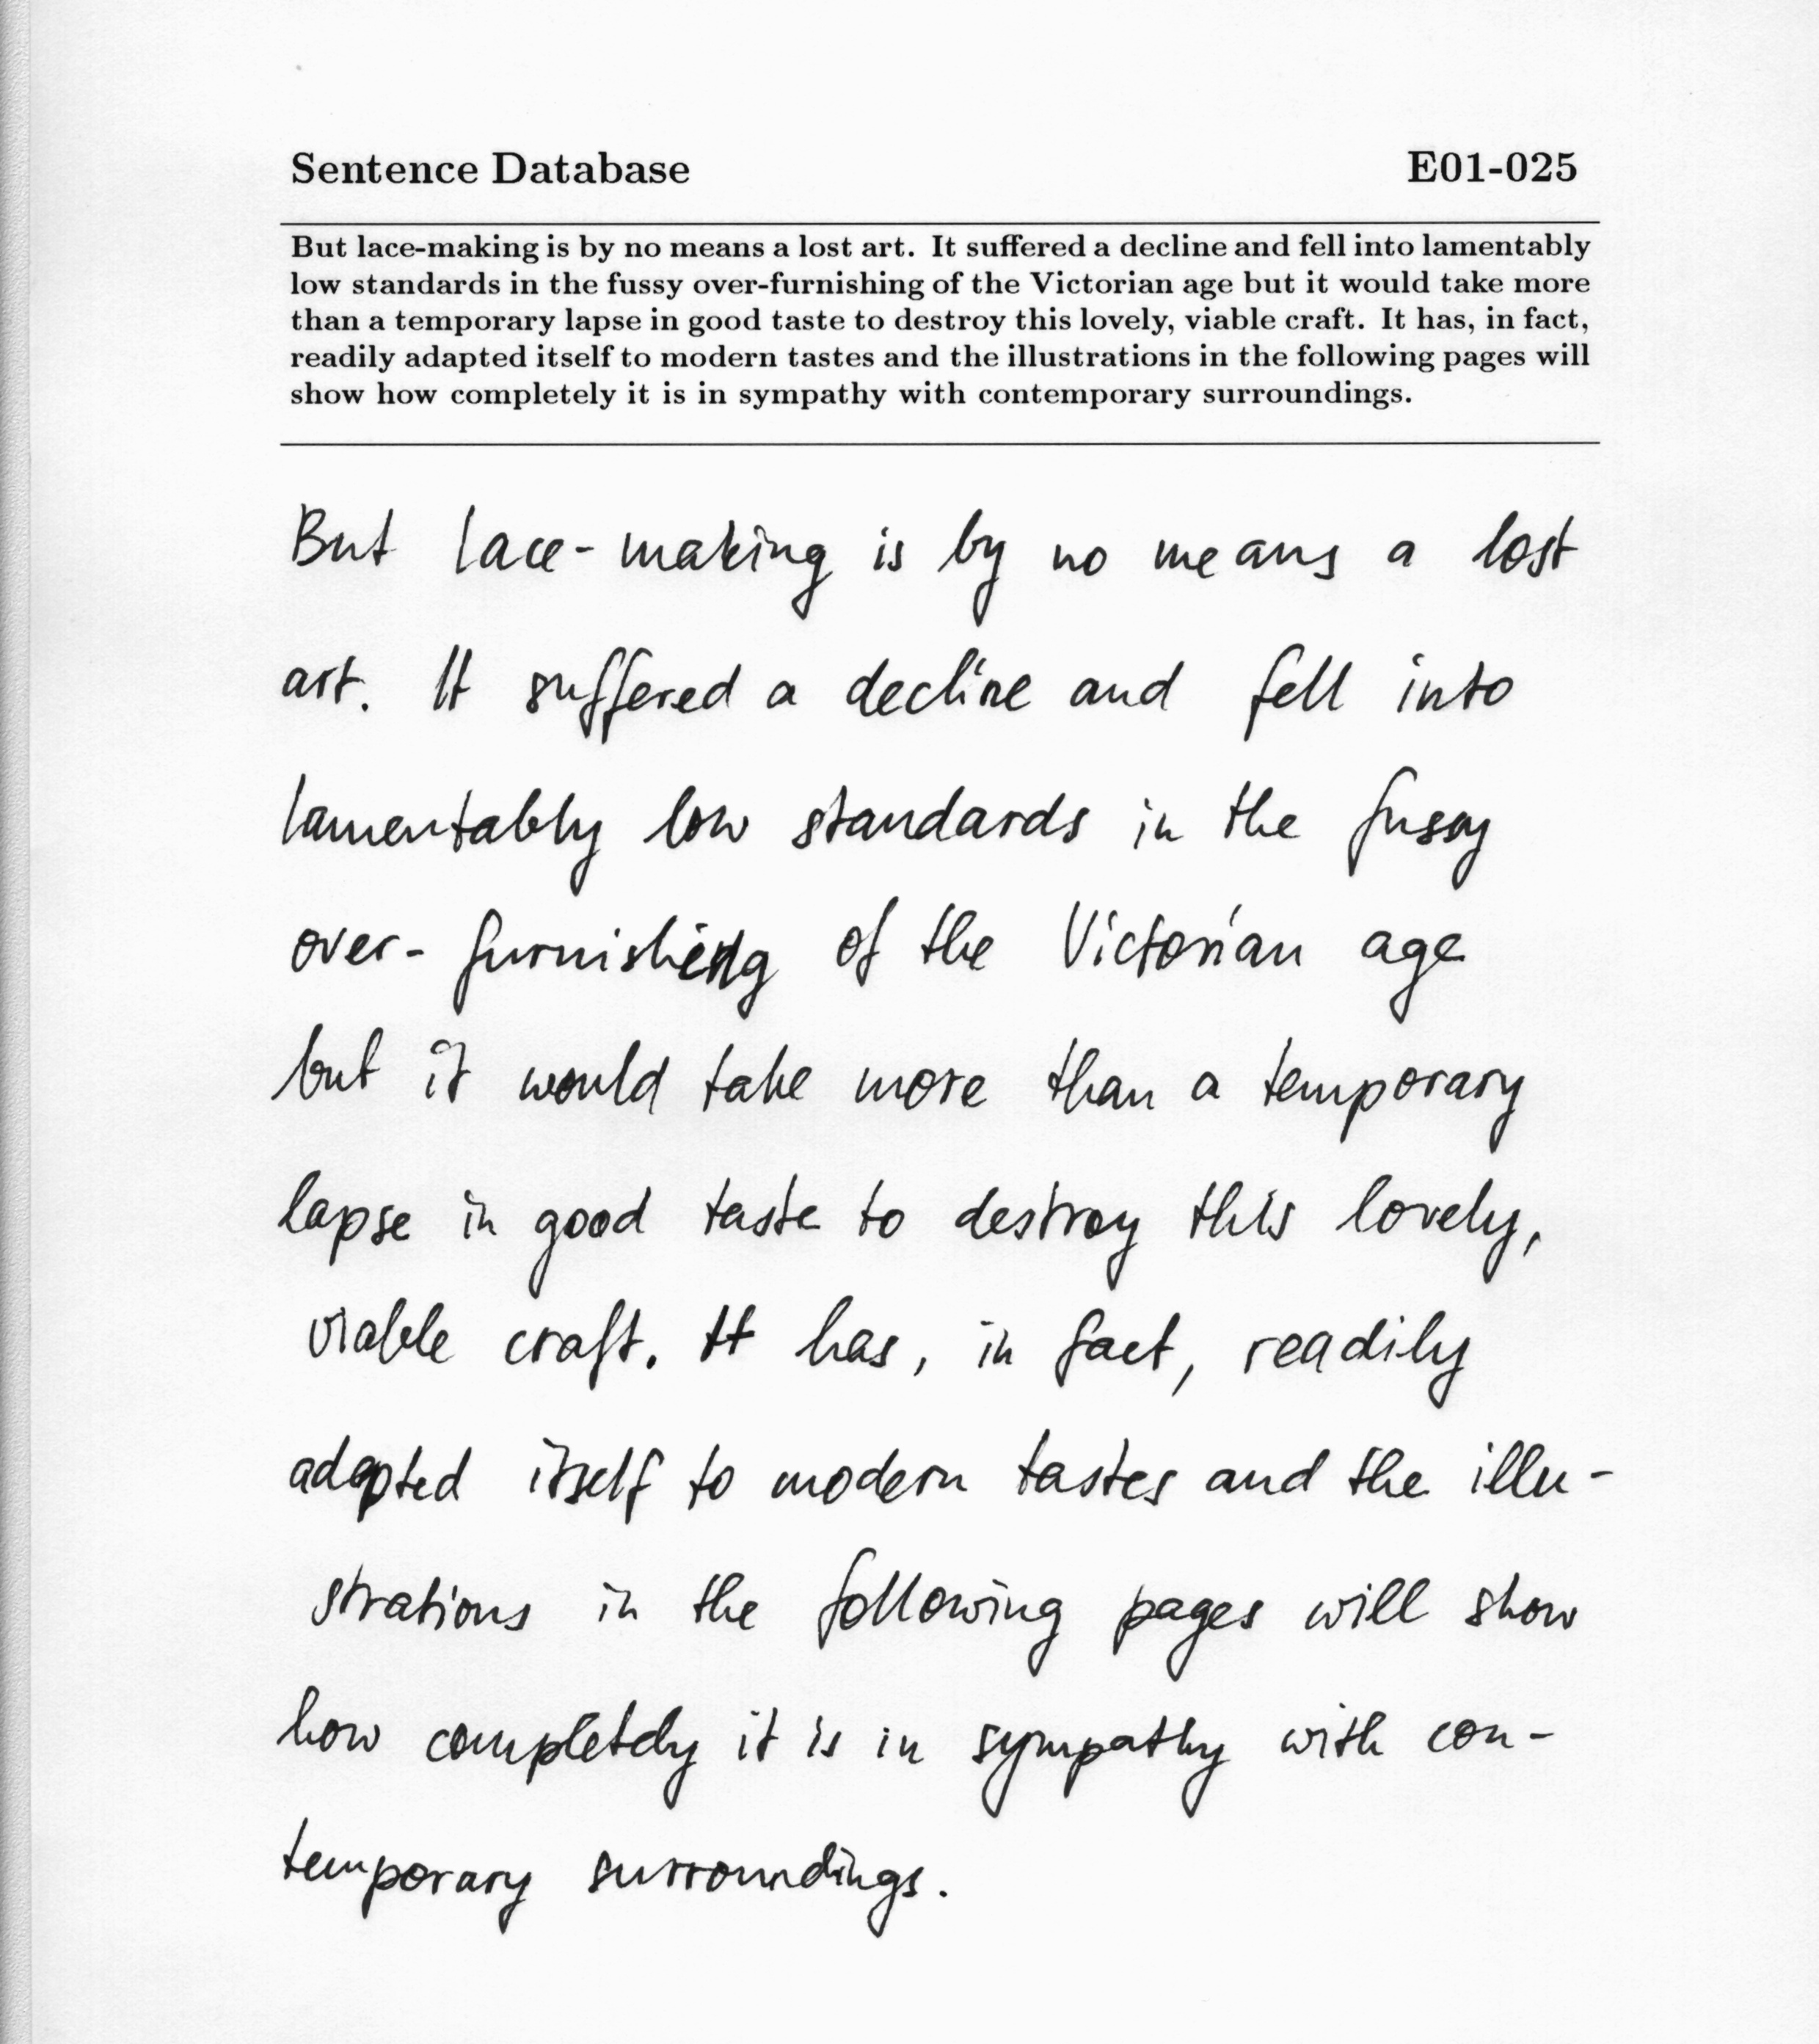 Sentence Database E01-025
But lace-making is by no means a lost art. It suffered a decline and fell into lamentably
low standards in the fussy over-furnishing of the Victorian age but it would take more
than a temporary lapse in good taste to destroy this lovely, viable craft. It has, in fact,
readily adapted itself to modern tastes and the illustrations in the following pages will
show how completely it is in sympathy with contemporary surroundings.
But lace-making is by no means a lost
art. It suffered a decline and fell into
lamentably low standards in the fussy
over-furnishing of the Victorian age
but it would take more than a temporary
lapse in good taste to destroy this lovely,
viable craft. It has, in fact, readily
adapted itself to modern tastes and the illu-
strations in the following pages will show
how completely it is in sympathy with con-
temporary surroundings.